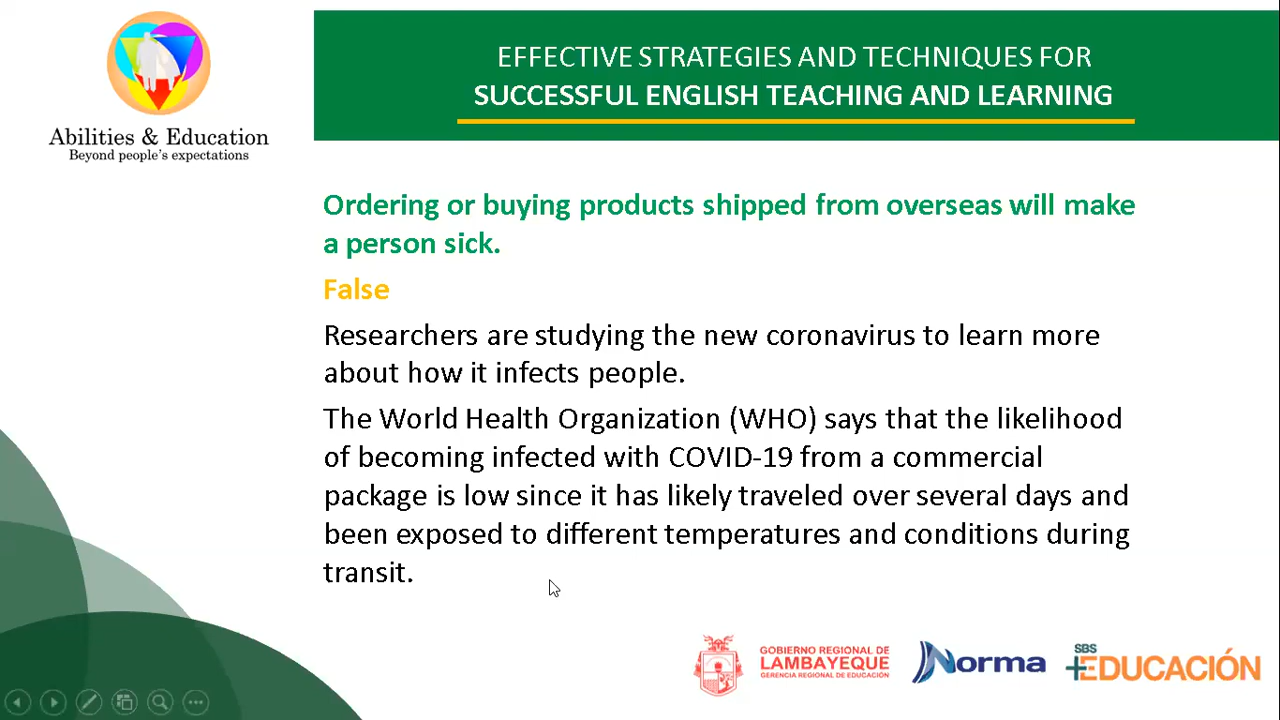 Abilities & Education
Beyond people's expectations
EFFECTIVE STRATEGIES AND TECHNIQUES FOR
SUCCESSFUL ENGLISH TEACHING AND LEARNING
Ordering or buying products shipped from overseas will make
a person sick.
False
Researchers are studying the new coronavirus to learn more
about how it infects people.
The World Health Organization (WHO) says that the likelihood
of becoming infected with COVID-19 from a commercial
package is low since it has likely traveled over several days and
been exposed to different temperatures and conditions during
transit.
GOBIERNO REGIONAL DE
LAMBAYEQUE
GERENCIA REGIONAL DE EDUCACIÓN
Norma
SBS
EDUCACIÓN